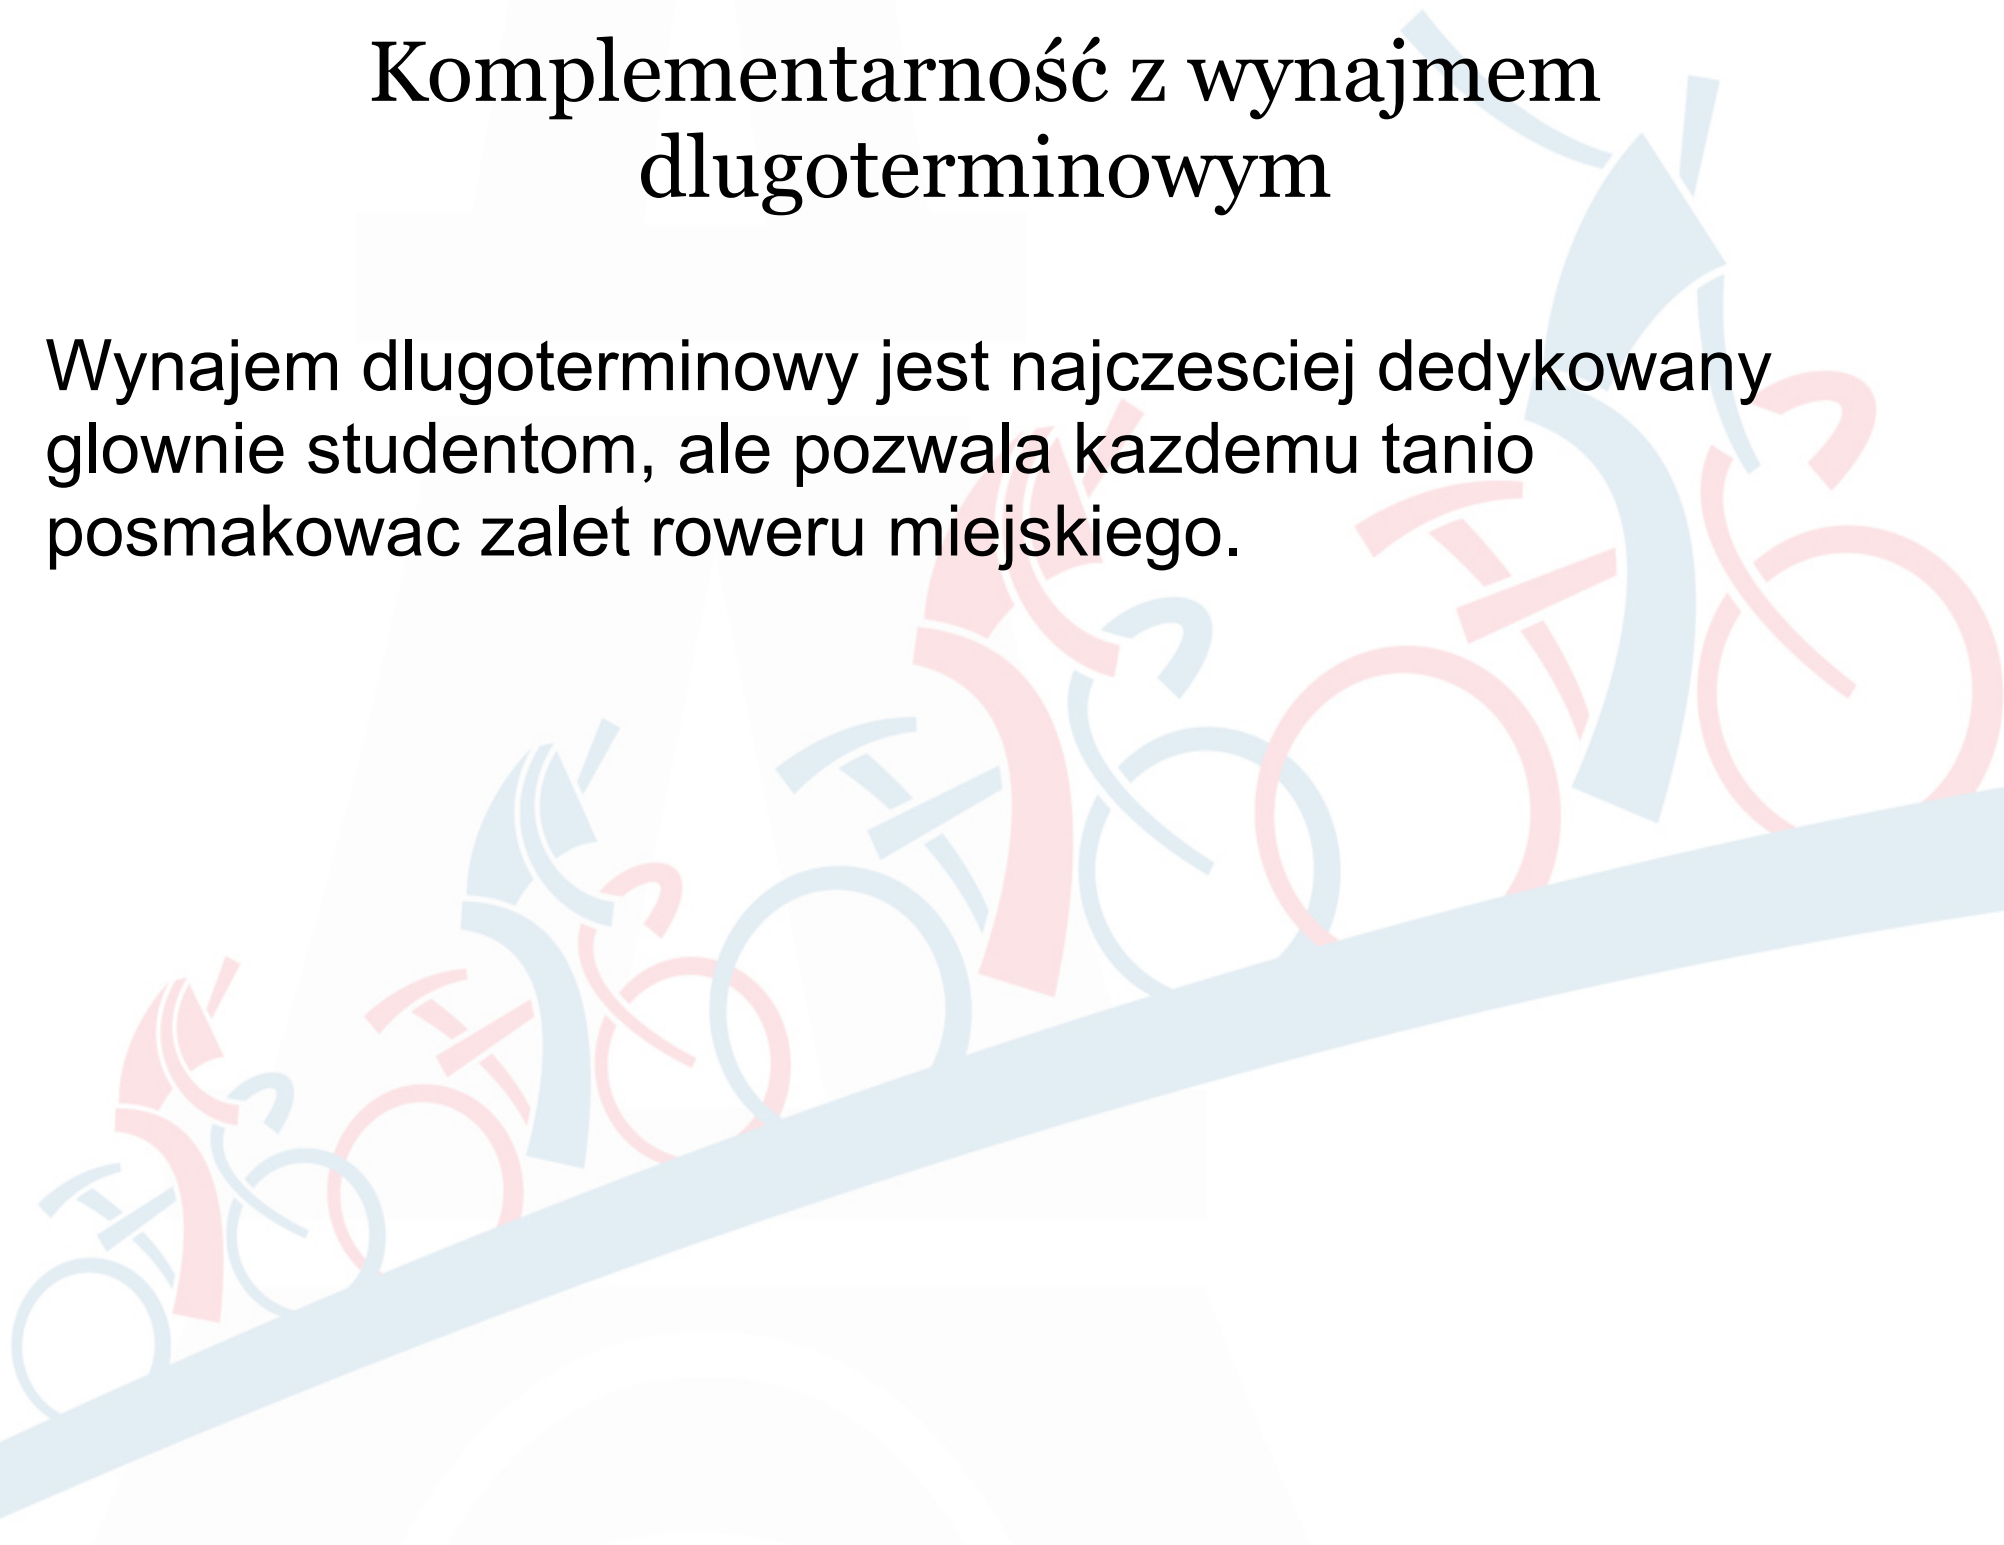 Komplementarność z wynajmem
dlugoterminowym
Wynajem dlugoterminowy jest najczesciej dedykowany
glownie studentom, ale pozwala kazdemu tanio
posmakowac zalet roweru miejskiego.